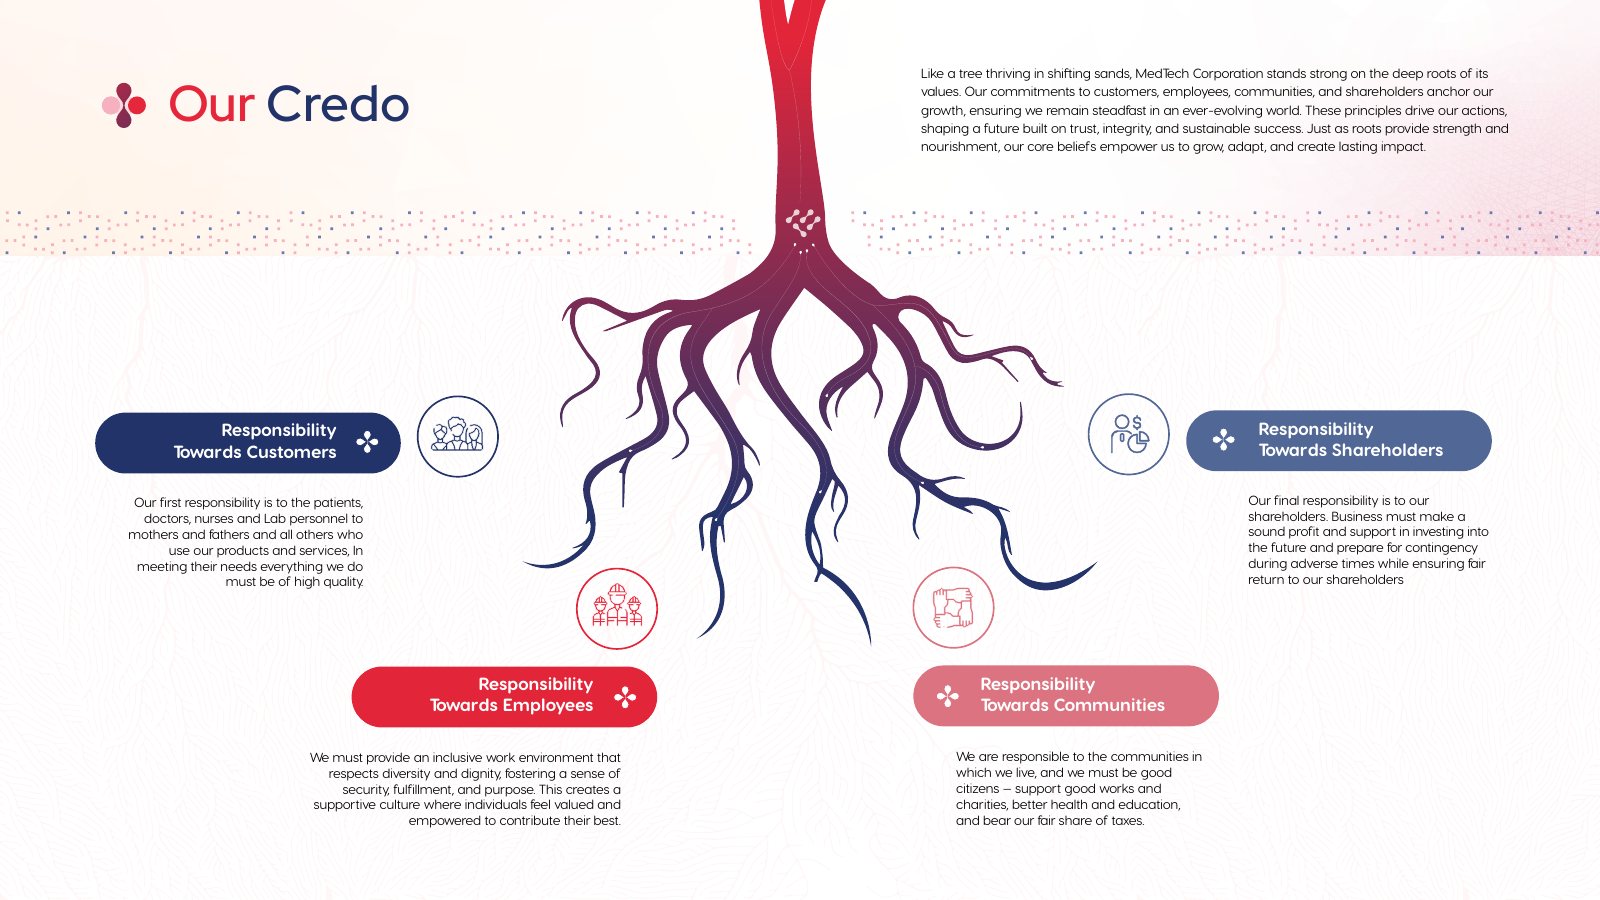 Our Credo
Like a tree thriving in shifting sands, MedTech Corporation stands strong on the deep roots of its
values. Our commitments to customers, employees, communities, and shareholders anchor our
growth, ensuring we remain steadfast in an ever-evolving world. These principles drive our actions,
shaping a future built on trust, integrity, and sustainable success. Just as roots provide strength and
nourishment, our core beliefs empower us to grow, adapt, and create lasting impact.
Responsibility
Towards Customers
Our first responsibility is to the patients,
doctors, nurses and Lab personnel to
mothers and fathers and all others who
use our products and services, In
meeting their needs everything we do
must be of high quality.
Responsibility
Towards Employees
We must provide an inclusive work environment that
respects diversity and dignity, fostering a sense of
security, fulfillment, and purpose. This creates a
supportive culture where individuals feel valued and
empowered to contribute their best.
Responsibility
Towards Communities
We are responsible to the communities in
which we live, and we must be good
citizens – support good works and
charities, better health and education,
and bear our fair share of taxes.
Responsibility
Towards Shareholders
Our final responsibility is to our
shareholders. Business must make a
sound profit and support in investing into
the future and prepare for contingency
during adverse times while ensuring fair
return to our shareholders